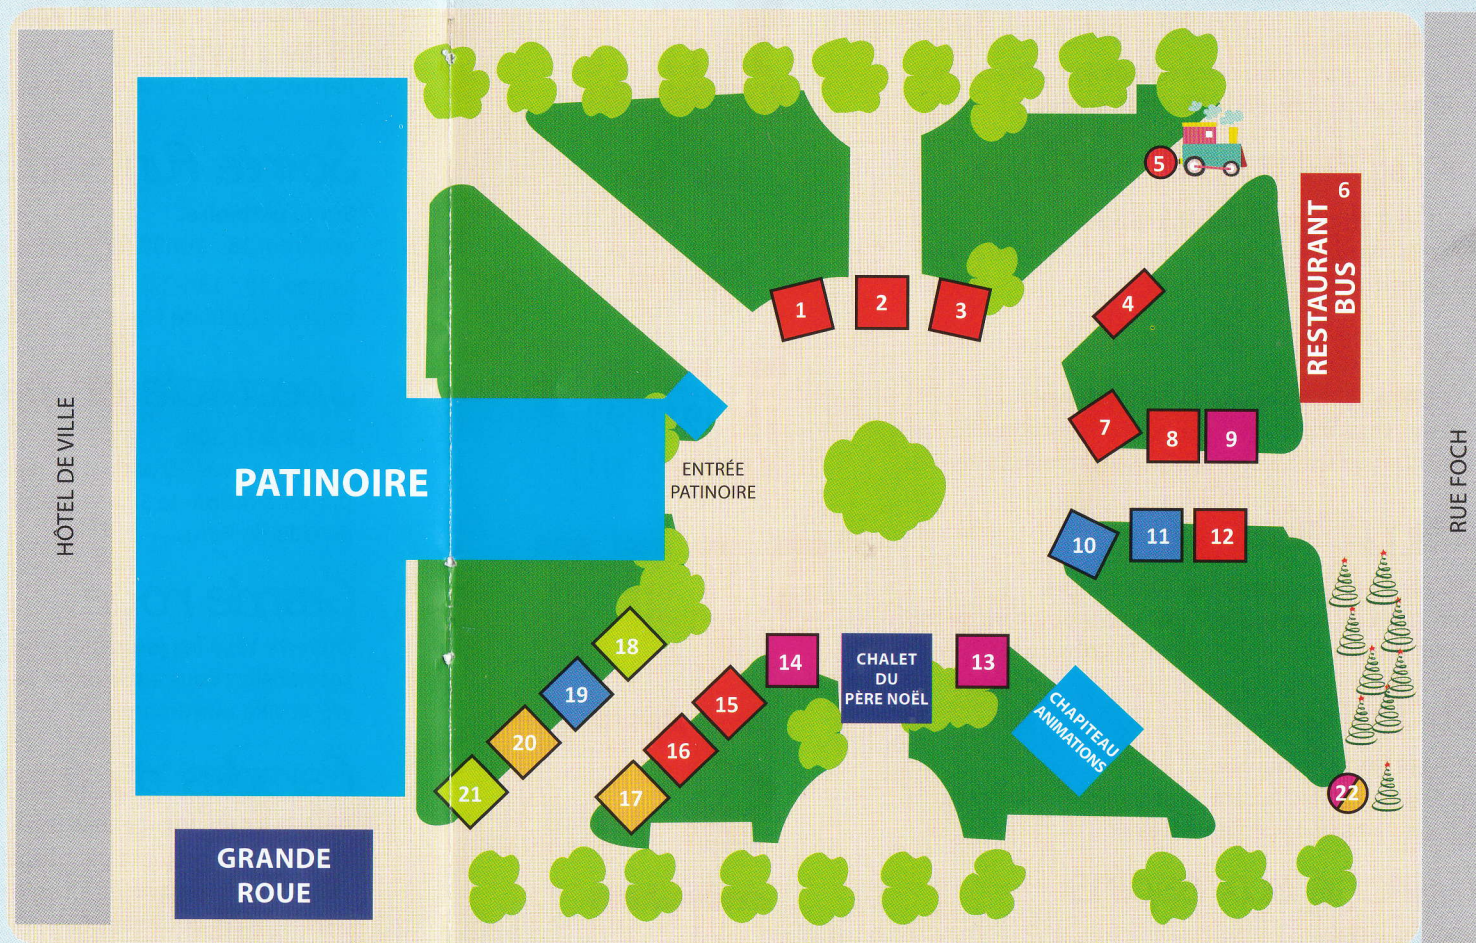 5
6
RESTAURANT
BUS
1
2
3
4
7
8
9
HÔTEL DE VILLE
PATINOIRE
ENTRÉE
PATINOIRE
RUE FOCH
10
11
12
18
14
CHALET
DU
PÈRE NOËL
13
19
15
CHAPITEAU
ANIMATIONS
20
16
21
17
22
GRANDE
ROUE